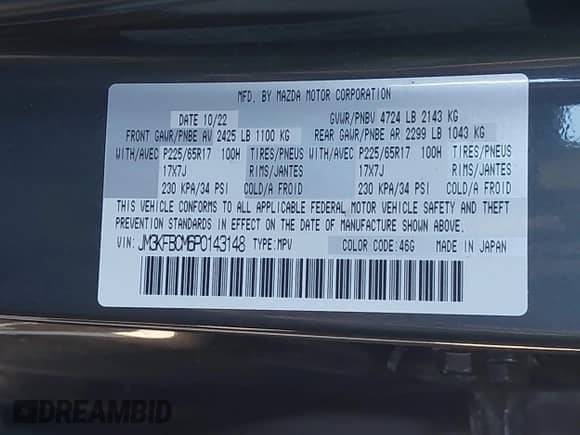 MFD. BY MAZDA MOTOR CORPORATION
DATE 10/22 GVWR/PNBV 4724 LB 2143 KG
FRONT GAWR/PNBE AV 2425 LB 1100 KG REAR GAWR/PNBE AR 2299 LB 1043 KG
WITH/AVEC P225/65R17 100H TIRES/PNEUS WITH/AVEC P225/65R17 100H TIRES/PNEUS
17X7J RIMS/JANTES 17X7J RIMS/JANTES
230 KPA/34 PSI COLD/A FROID 230 KPA/34 PSI COLD/A FROID
THIS VEHICLE CONFORMS TO ALL APPLICABLE FEDERAL MOTOR VEHICLE SAFETY AND THEFT
PREVENTION STANDARDS IN EFFECT ON THE DATE OF MANUFACTURE SHOWN ABOVE.
VIN: JM3KFBCM6P0143148 TYPE: MPV COLOR CODE: 46G MADE IN JAPAN
DREAMBID